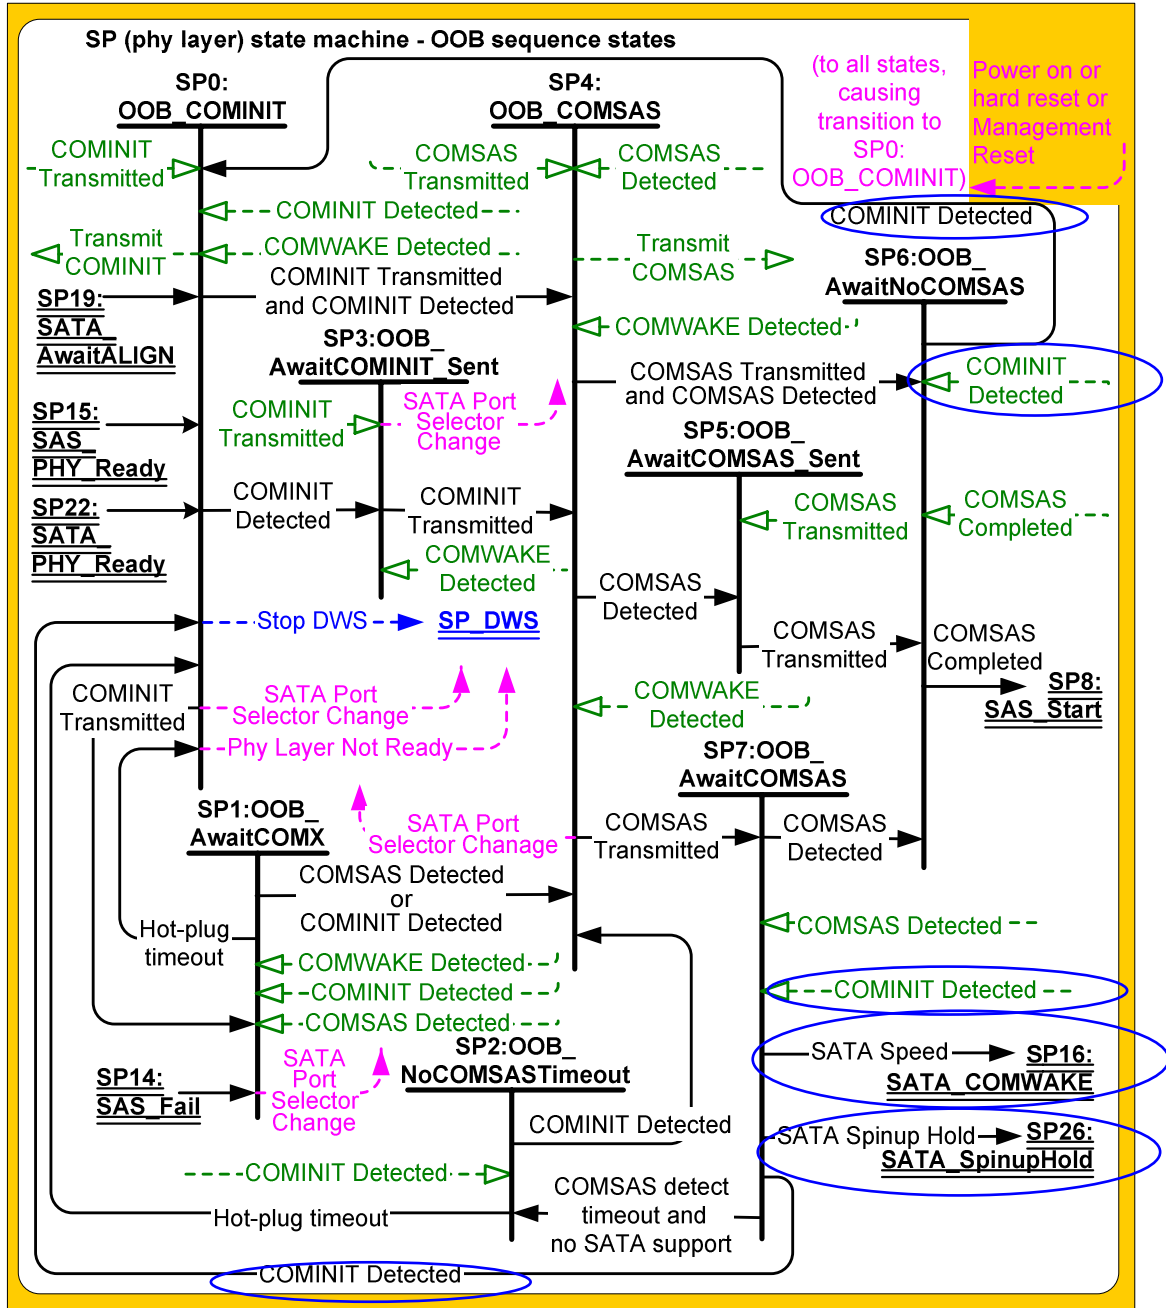 SP (phy layer) state machine - OOB sequence states
SP0:
OOB_COMINIT
SP4:
OOB_COMSAS
(to all states,
causing
transition to
SP0:
OOB_COMINIT)
Power on or
hard reset or
Management
Reset
COMINIT
Transmitted
COMSAS
Transmitted
COMSAS
Detected
COMINIT Detected
COMINIT Detected
Transmit
COMINIT
COMWAKE Detected
Transmit
COMSAS
SP6:OOB_
AwaitNoCOMSAS
COMINIT Transmitted
and COMINIT Detected
SP19:
SATA_
AwaitALIGN
COMWAKE Detected
SP3:OOB_
AwaitCOMINIT_Sent
COMSAS Transmitted
and COMSAS Detected
COMINIT
Detected
COMINIT
Transmitted
SATA Port
Selector
Change
SP15:
SAS_
PHY_Ready
SP5:OOB_
AwaitCOMSAS_Sent
SP22:
SATA_
PHY_Ready
COMINIT
Detected
COMINIT
Transmitted
COMSAS
Transmitted
COMSAS
Completed
COMWAKE
Detected
COMSAS
Detected
Stop DWS
SP_DWS
COMSAS
Transmitted
COMSAS
Completed
COMINIT
Transmitted
SATA Port
Selector Change
COMWAKE
Detected
SP8:
SAS_Start
Phy Layer Not Ready
SP7:OOB_
AwaitCOMSAS
SP1:OOB_
AwaitCOMX
SATA Port
Selector Chanage
COMSAS
Transmitted
COMSAS
Detected
COMSAS Detected
or
COMINIT Detected
Hot-plug
timeout
COMSAS Detected
COMWAKE Detected
COMINIT Detected
COMINIT Detected
COMSAS Detected
SP2:OOB_
NoCOMSASTimeout
SATA Speed
SP16:
SATA_COMWAKE
SP14:
SAS_Fail
SATA
Port
Selector
Change
COMINIT Detected
SATA Spinup Hold
SP26:
SATA_SpinupHold
COMINIT Detected
Hot-plug timeout
COMSAS detect
timeout and
no SATA support
COMINIT Detected